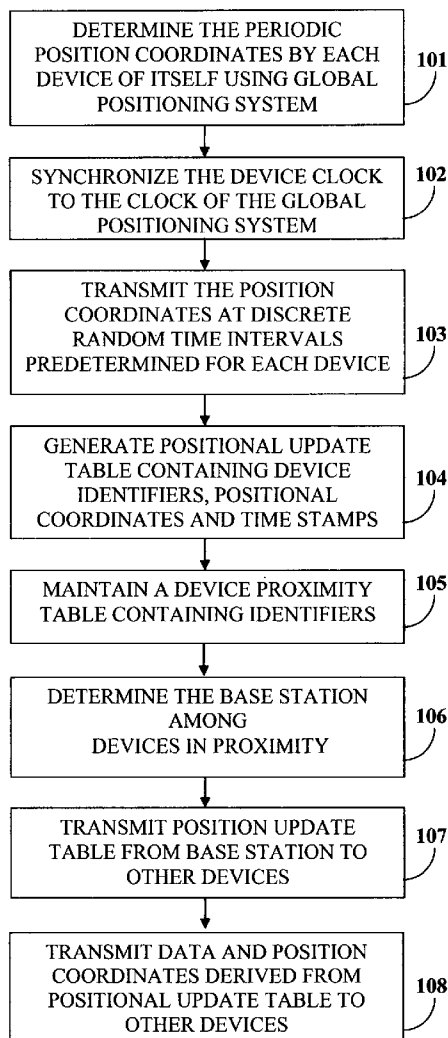 DETERMINE THE PERIODIC
POSITION COORDINATES BY EACH
DEVICE OF ITSELF USING GLOBAL
POSITIONING SYSTEM
101
SYNCHRONIZE THE DEVICE CLOCK
TO THE CLOCK OF THE GLOBAL
POSITIONING SYSTEM
102
TRANSMIT THE POSITION
COORDINATES AT DISCRETE
RANDOM TIME INTERVALS
PREDETERMINED FOR EACH DEVICE
103
GENERATE POSITIONAL UPDATE
TABLE CONTAINING DEVICE
IDENTIFIERS, POSITIONAL
COORDINATES AND TIME STAMPS
104
MAINTAIN A DEVICE PROXIMITY
TABLE CONTAINING IDENTIFIERS
105
DETERMINE THE BASE STATION
AMONG
DEVICES IN PROXIMITY
106
TRANSMIT POSITION UPDATE
TABLE FROM BASE STATION TO
OTHER DEVICES
107
TRANSMIT DATA AND POSITION
COORDINATES DERIVED FROM
POSITIONAL UPDATE TABLE TO
OTHER DEVICES
108